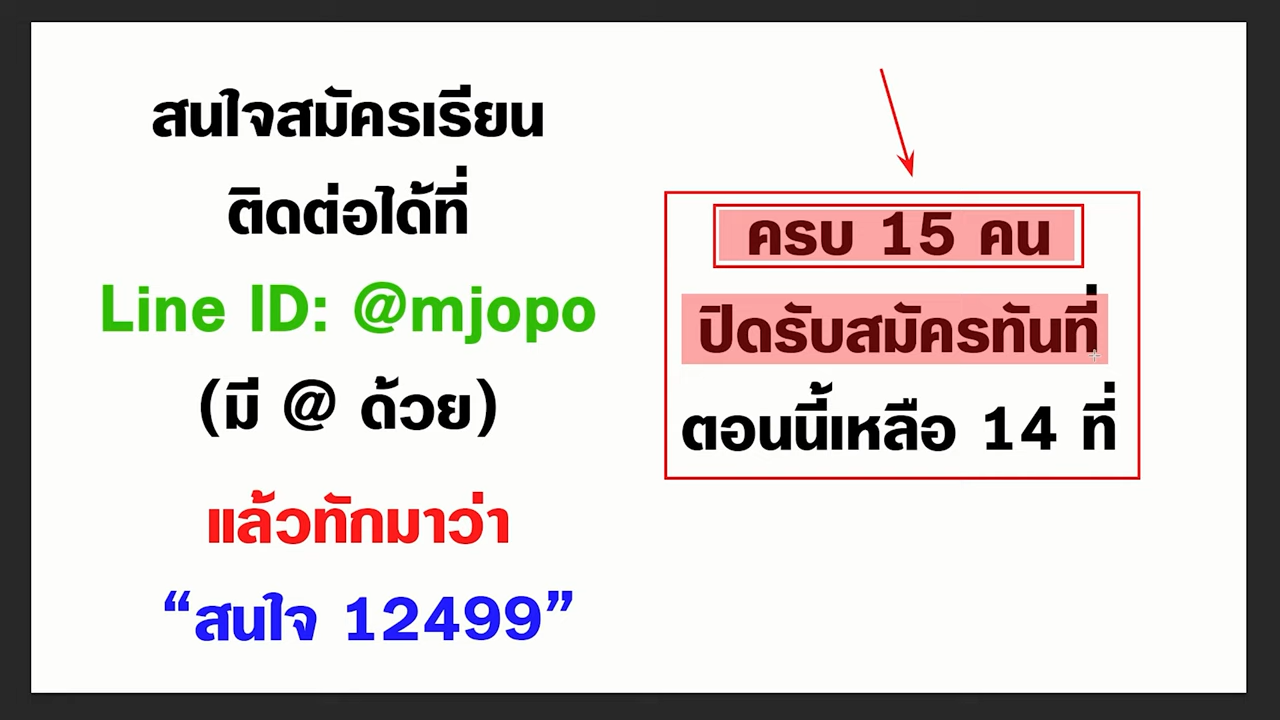 สนใจสมัครเรียน
ติดต่อได้ที่
Line ID: @mjopo
(มี @ ด้วย)
แล้วทักมาว่า
“สนใจ 12499”
ครบ 15 คน
ปิดรับสมัครทันที่
ตอนนี้เหลือ 14 ที่